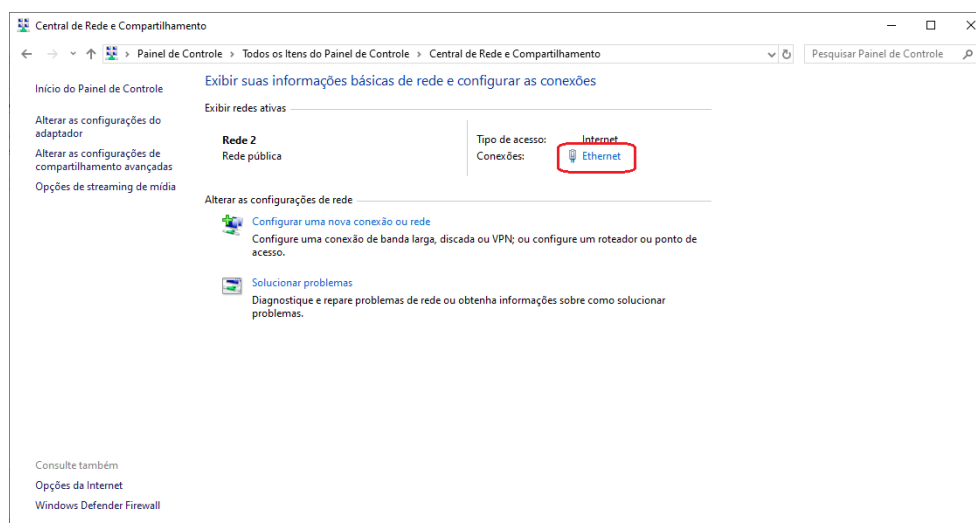 Central de Rede e Compartilhamento
Painel de Controle > Todos os Itens do Painel de Controle > Central de Rede e Compartilhamento
Pesquisar Painel de Controle
Início do Painel de Controle
Alterar as configurações do
adaptador
Alterar as configurações de
compartilhamento avançadas
Opções de streaming de mídia
Exibir suas informações básicas de rede e configurar as conexões
Exibir redes ativas
Rede 2
Rede pública
Tipo de acesso: Internet
Conexões: Ethernet
Alterar as configurações de rede
Configurar uma nova conexão ou rede
Configure uma conexão de banda larga, discada ou VPN; ou configure um roteador ou ponto de
acesso.
Solucionar problemas
Diagnostique e repare problemas de rede ou obtenha informações sobre como solucionar
problemas.
Consulte também
Opções da Internet
Windows Defender Firewall